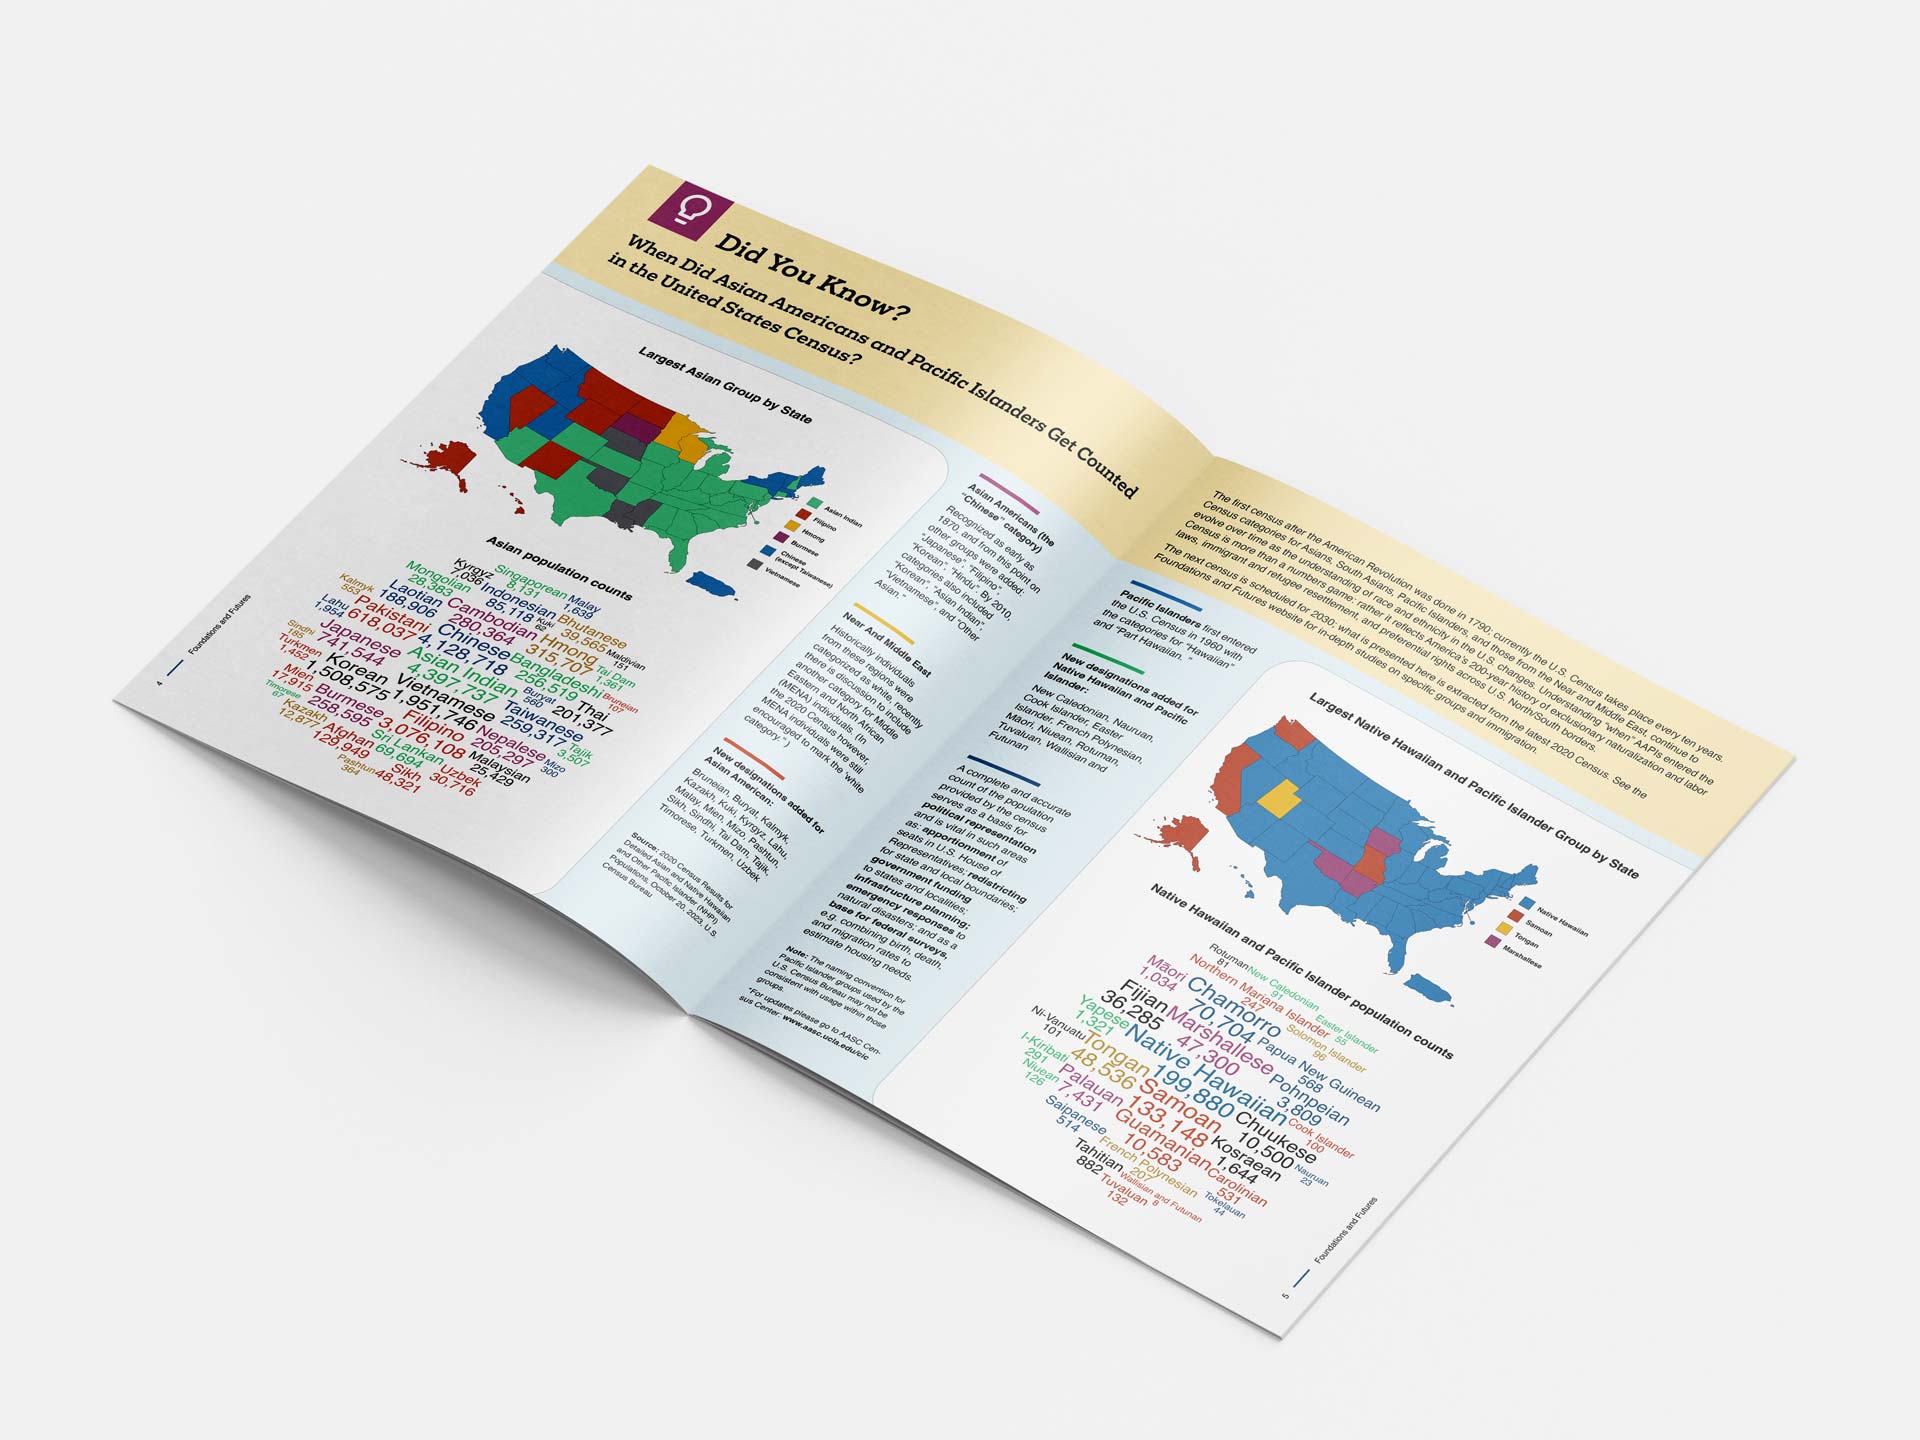 Did You Know?
When Did Asian Americans and Pacific Islanders Get Counted
in the United States Census?
Largest Asian Group by State
Asian Indian
Filipino
Hmong
Burmese
Chinese
(except Taiwanese)
Vietnamese
Asian population counts
Kyrgyz
7,036
Singaporean
8,131
Malay
1,639
Mongolian
28,383
Indonesian
85,118
Kuki
62
Bhutanese
39,565
Kalmyk
553
Laotian
188,906
Cambodian
280,364
Hmong
315,707
Maldivian
151
Lahu
1,954
Pakistani
618,037
Chinese
4,128,718
Bangladeshi
256,519
Tai Dam
1,361
Sindhi
185
Japanese
741,544
Asian Indian
4,397,737
Buryat
560
Thai
201,377
Bruneian
107
Turkmen
1,452
Korean
1,508,575
Vietnamese
1,951,746
Taiwanese
259,317
Tajik
3,507
Mien
17,915
Burmese
258,595
Filipino
3,076,108
Nepalese
205,297
Mizo
300
Timorese
67
Kazakh
12,877
Afghan
129,949
Sri Lankan
69,694
Uzbek
30,716
Malaysian
25,429
Pashtun
364
Sikh
48,321
4
Foundations and Futures
Asian Americans (the
“Chinese” category)
Recognized as early as
1870, and from this point on
other groups were added:
“Japanese”, “Filipino”,
“Korean”, “Hindu”. By 2010,
categories also included
“Korean”, “Asian Indian”,
“Vietnamese”, and “Other
Asian.”
Near And Middle East
Historically individuals
from these regions were
categorized as white, recently
there is discussion to include
another category for Middle
Eastern and North African
(MENA) individuals. (In
the 2020 Census however,
MENA individuals were still
encouraged to mark the ‘white
category.” )
New designations added for
Asian American:
Bruneian, Buryat, Kalmyk,
Kazakh, Kuki, Kyrgyz, Lahu,
Malay, Mien, Mizo, Pashtun,
Sikh, Sindhi, Tai Dam, Tajik,
Timorese, Turkmen, Uzbek
Source: 2020 Census Results for
Detailed Asian and Native Hawaiian
and Other Pacific Islander (NHPI)
Populations, October 20, 2023, U.S.
Census Bureau
The first census after the American Revolution was done in 1790; currently the U.S. Census takes place every ten years.
Census categories for Asians, South Asians, Pacific Islanders, and those from the Near and Middle East, continue to
evolve over time as the understanding of race and ethnicity in the U.S. changes. Understanding “when” AAPIs entered the
Census is more than a numbers game: rather it reflects America’s 200-year history of exclusionary naturalization and labor
laws, immigrant and refugee resettlement, and preferential rights across U.S. North/South borders.
The next census is scheduled for 2030; what is presented here is extracted from the latest 2020 Census. See the
Foundations and Futures website for in-depth studies on specific groups and immigration.
Pacific Islanders first entered
the U.S. Census in 1960 with
the categories for “Hawaiian”
and “Part Hawaiian. ”
New designations added for
Native Hawaiian and Pacific
Islander:
New Caledonian, Nauruan,
Cook Islander, Easter-
Islander, French Polynesian,
Māori, Niuean, Rotuman,
Tuvaluan, Wallisian and
Futunan
A complete and accurate
count of the population
provided by the census
serves as a basis for
political representation
and is vital in such areas
as: apportionment of
seats in U.S. House of
Representatives; redistricting
for state and local boundaries;
government funding
to states and localities;
infrastructure planning;
emergency responses to
natural disasters; and as a
base for federal surveys,
e.g. combining birth, death,
and migration rates to
estimate housing needs.
Note: The naming convention for
Pacific Islander groups used by the
U.S. Census Bureau may not be
consistent with usage within those
groups.
*For updates please go to AASC Cen-
sus Center: www.aasc.ucla.edu/cic
Largest Native Hawaiian and Pacific Islander Group by State
Native Hawaiian
Samoan
Tongan
Marshallese
Native Hawaiian and Pacific Islander population counts
Rotuman
81
New Caledonian
91
Easter Islander
55
Māori
1,034
Northern Mariana Islander
247
Solomon Islander
96
Fijian
36,285
Chamorro
70,704
Papua New Guinean
568
Yapese
1,321
Marshallese
47,300
Pohnpeian
3,809
Ni-Vanuatu
101
Tongan
48,536
Native Hawaiian
199,880
Cook Islander
100
I-Kiribati
291
Palauan
7,431
Samoan
133,148
Chuukese
10,500
Niuean
126
Guamanian
10,583
Kosraean
1,644
Nauruan
23
Saipanese
514
French Polynesian
207
Carolinian
531
Tahitian
882
Wallisian and Futunan
8
Tokelauan
44
Tuvaluan
132
5
Foundations and Futures